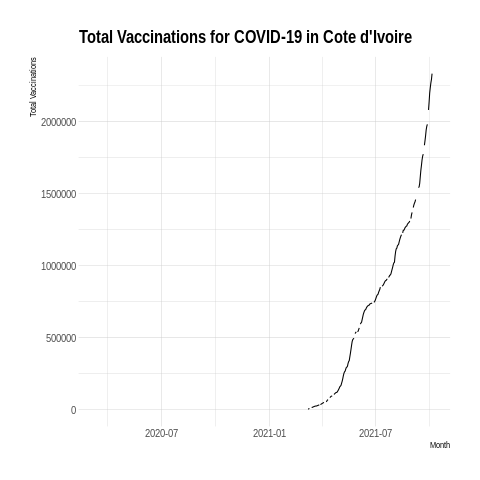 Total Vaccinations for COVID-19 in Cote d'Ivoire
Total Vaccinations
2000000
1500000
1000000
500000
0
2020-07 2021-01 2021-07
Month